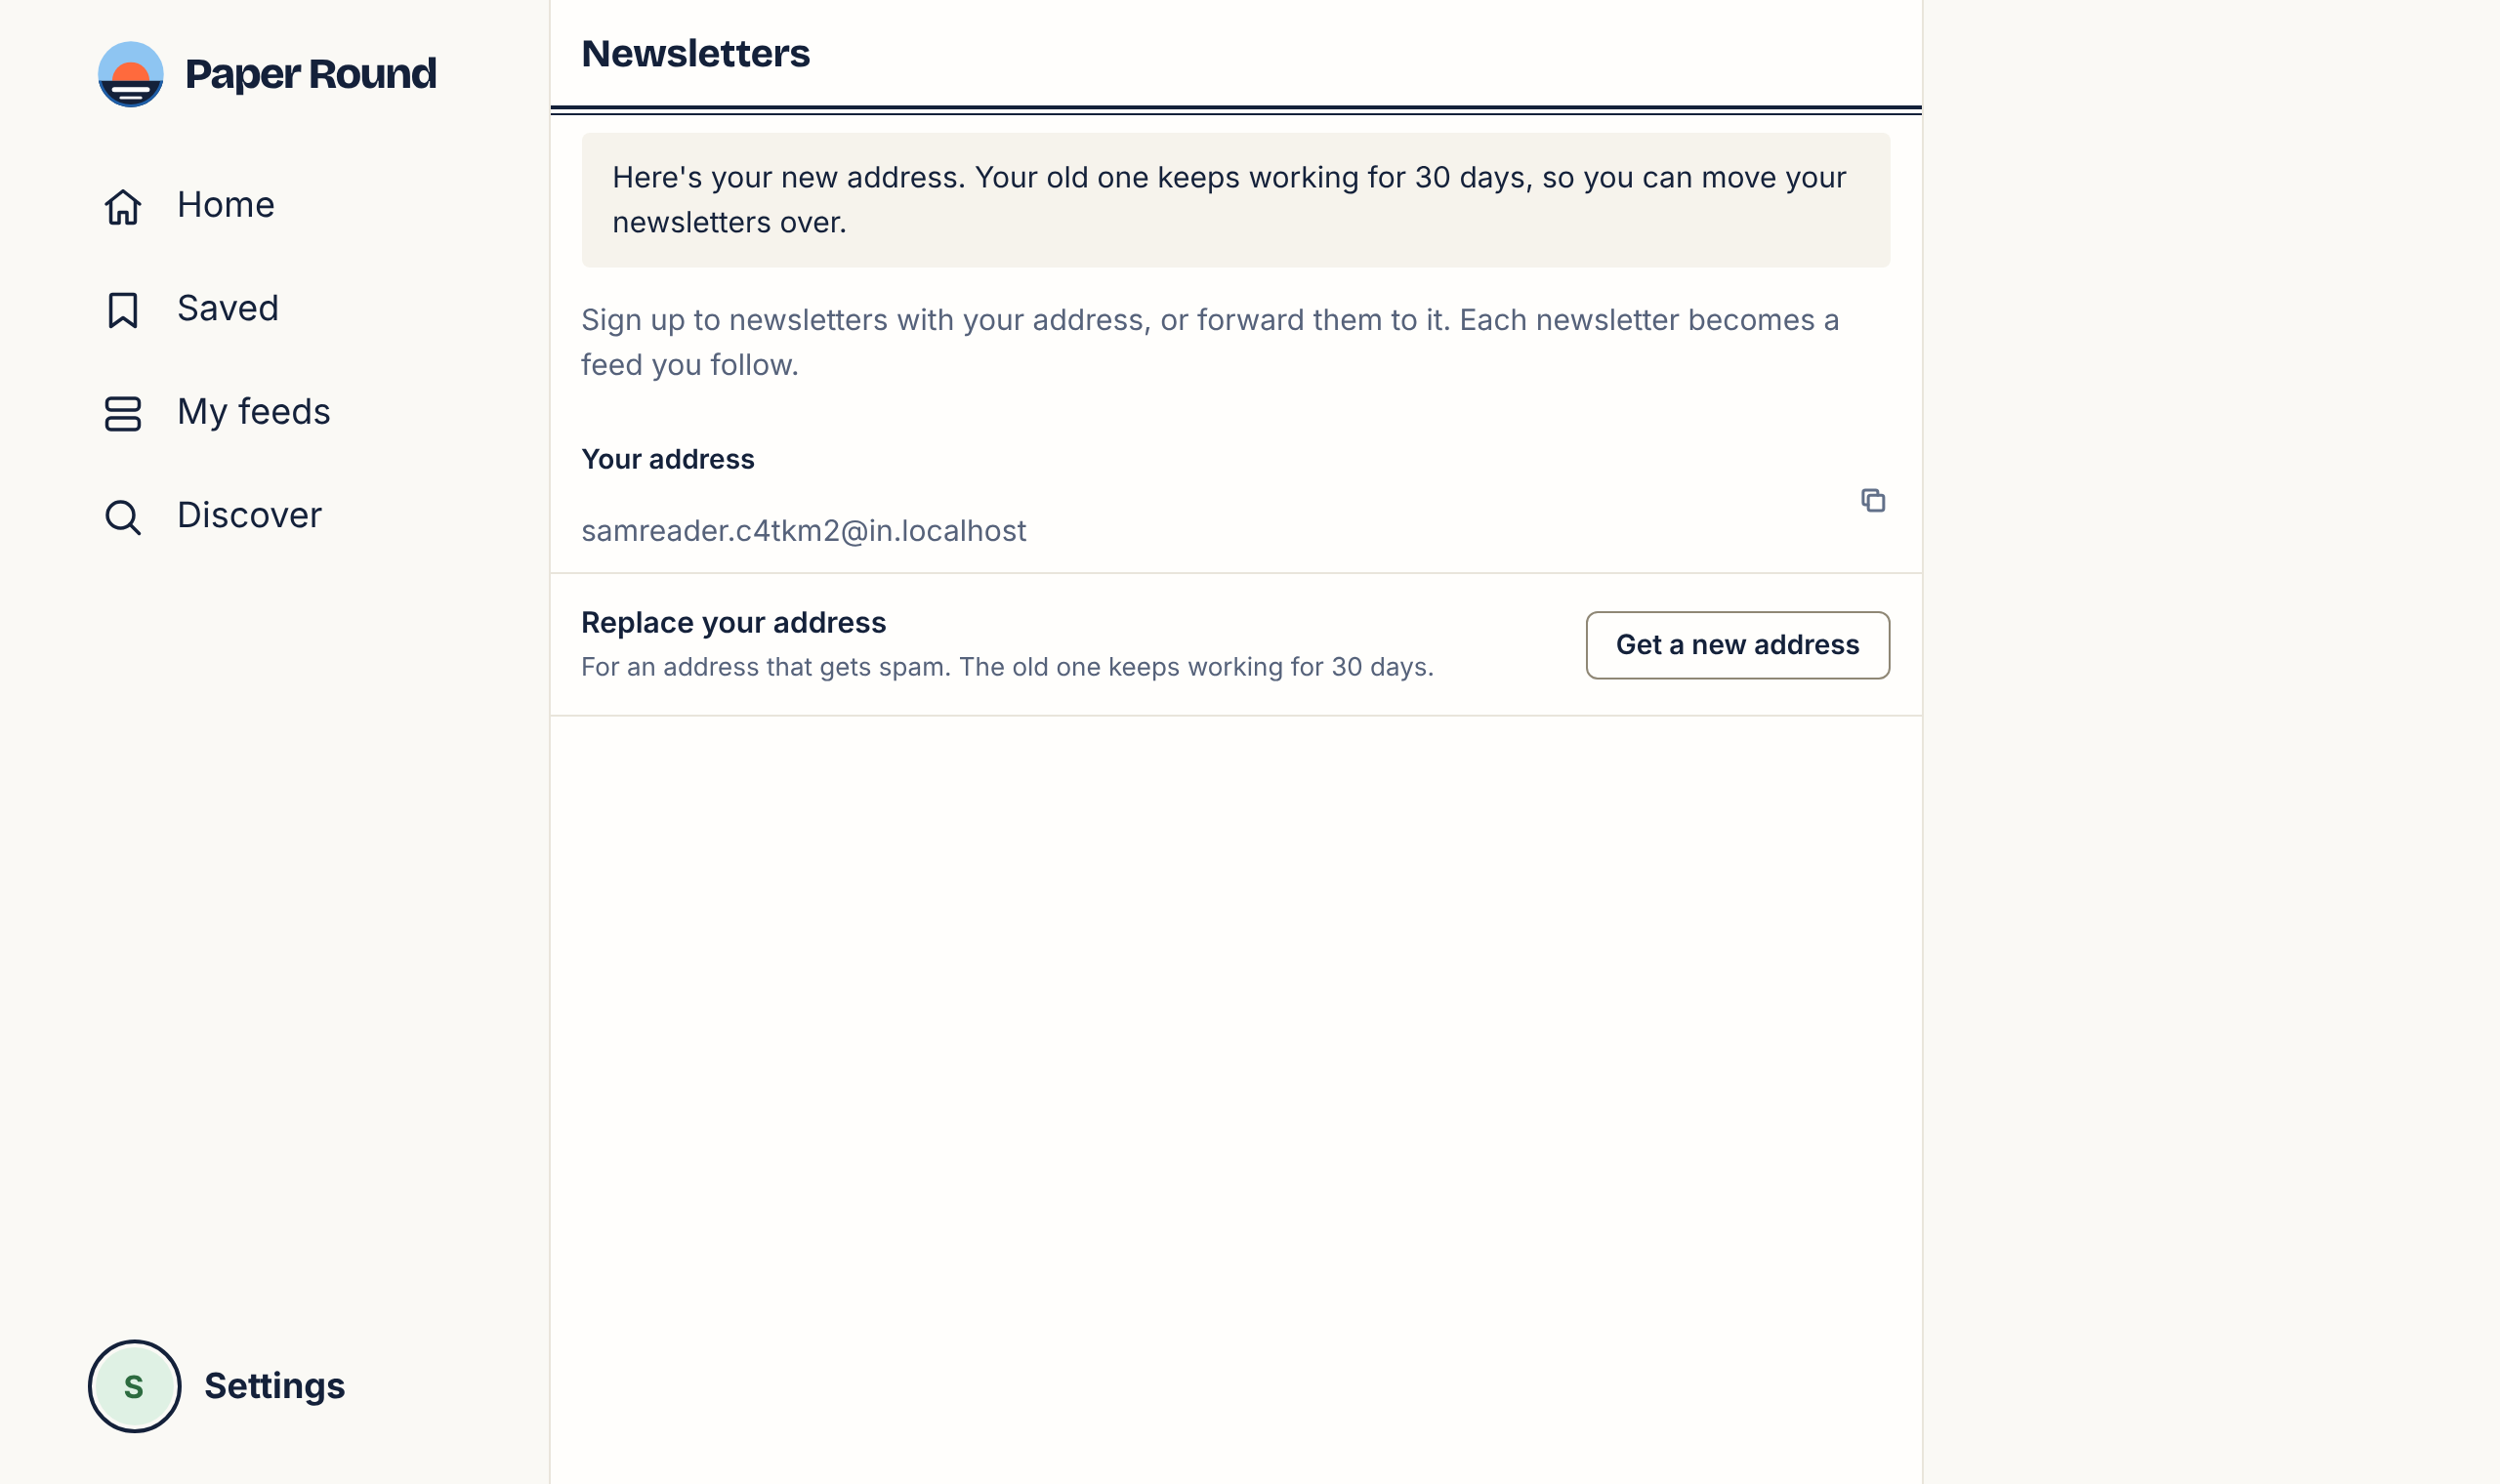 Paper Round
Home
Saved
My feeds
Discover
S
Settings
Newsletters
Here's your new address. Your old one keeps working for 30 days, so you can move your
newsletters over.
Sign up to newsletters with your address, or forward them to it. Each newsletter becomes a
feed you follow.
Your address
samreader.c4tkm2@in.localhost
Replace your address
For an address that gets spam. The old one keeps working for 30 days.
Get a new address